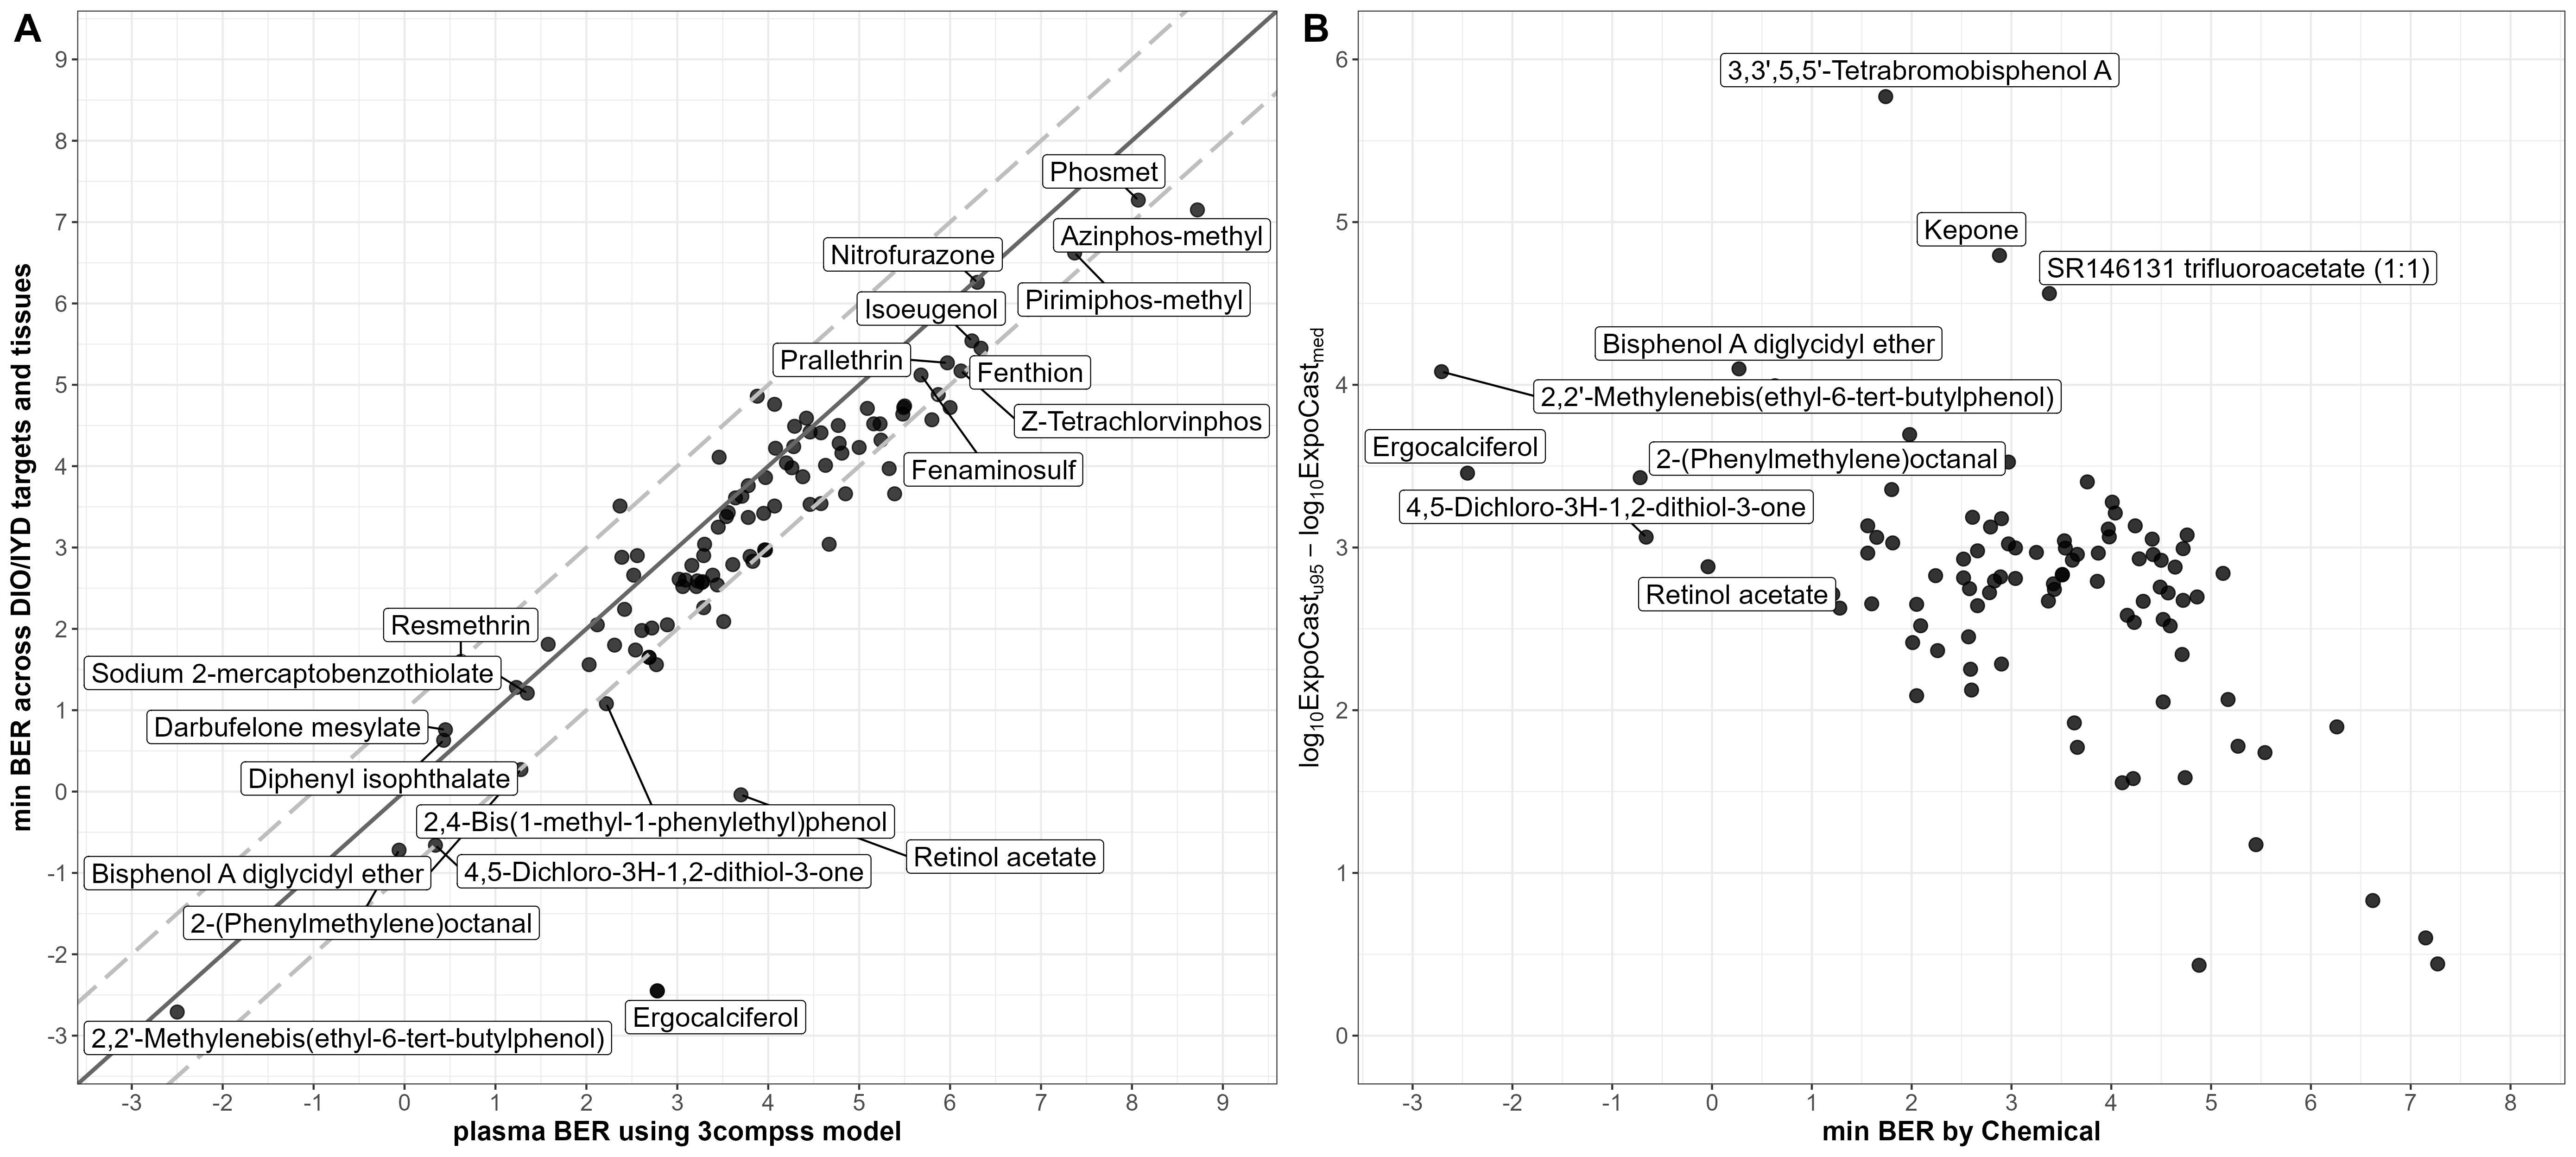 A
min BER across DIO/IYD targets and tissues
9
8
7
6
5
4
3
2
1
0
-1
-2
-3
Phosmet
Azinphos-methyl
Nitrofurazone
Pirimiphos-methyl
Isoeugenol
Prallethrin
Fenthion
Z-Tetrachlorvinphos
Fenaminosulf
Resmethrin
Sodium 2-mercaptobenzothiolate
Darbufelone mesylate
Diphenyl isophthalate
2,4-Bis(1-methyl-1-phenylethyl)phenol
Retinol acetate
Bisphenol A diglycidyl ether
4,5-Dichloro-3H-1,2-dithiol-3-one
2-(Phenylmethylene)octanal
Ergocalciferol
2,2'-Methylenebis(ethyl-6-tert-butylphenol)
-3 -2 -1 0 1 2 3 4 5 6 7 8 9
plasma BER using 3compss model
B
log10ExpoCastu95 − log10ExpoCastmed
6
5
4
3
2
1
0
3,3',5,5'-Tetrabromobisphenol A
Kepone
SR146131 trifluoroacetate (1:1)
Bisphenol A diglycidyl ether
2,2'-Methylenebis(ethyl-6-tert-butylphenol)
Ergocalciferol
2-(Phenylmethylene)octanal
4,5-Dichloro-3H-1,2-dithiol-3-one
Retinol acetate
-3 -2 -1 0 1 2 3 4 5 6 7 8
min BER by Chemical